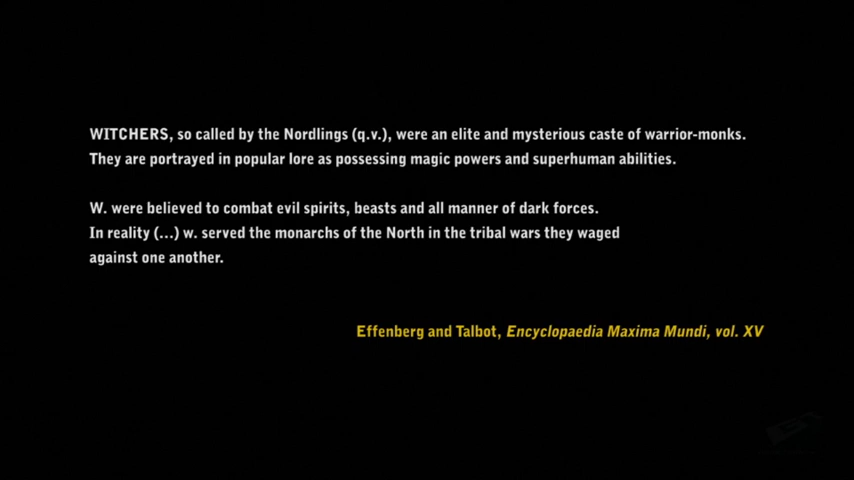 WITCHERS, so called by the Nordlings (q.v.), were an elite and mysterious caste of warrior-monks.
They are portrayed in popular lore as possessing magic powers and superhuman abilities.
W. were believed to combat evil spirits, beasts and all manner of dark forces.
In reality (...) w. served the monarchs of the North in the tribal wars they waged
against one another.
Effenberg and Talbot, Encyclopaedia Maxima Mundi, vol. XV